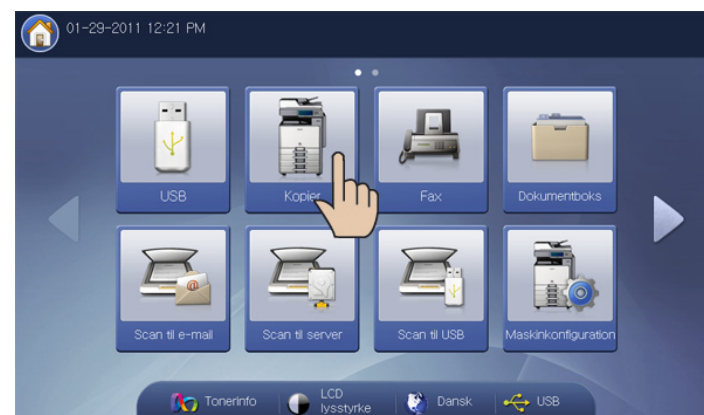 01-29-2011 12:21 PM
USB
Kopier
Fax
Dokumentboks
Scan til e-mail
Scan til server
Scan til USB
Maskinkonfiguration
Tonerinfo
LCD
lysstyrke
Dansk
USB